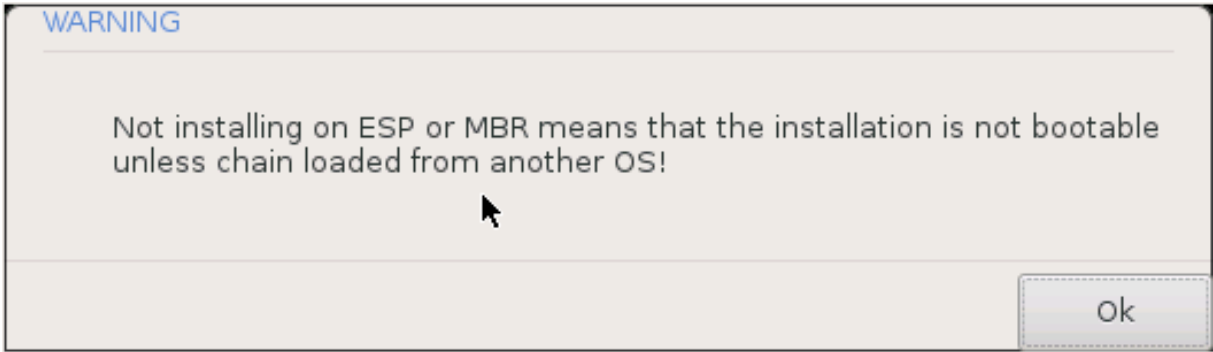 WARNING
Not installing on ESP or MBR means that the installation is not bootable
unless chain loaded from another OS!
Ok